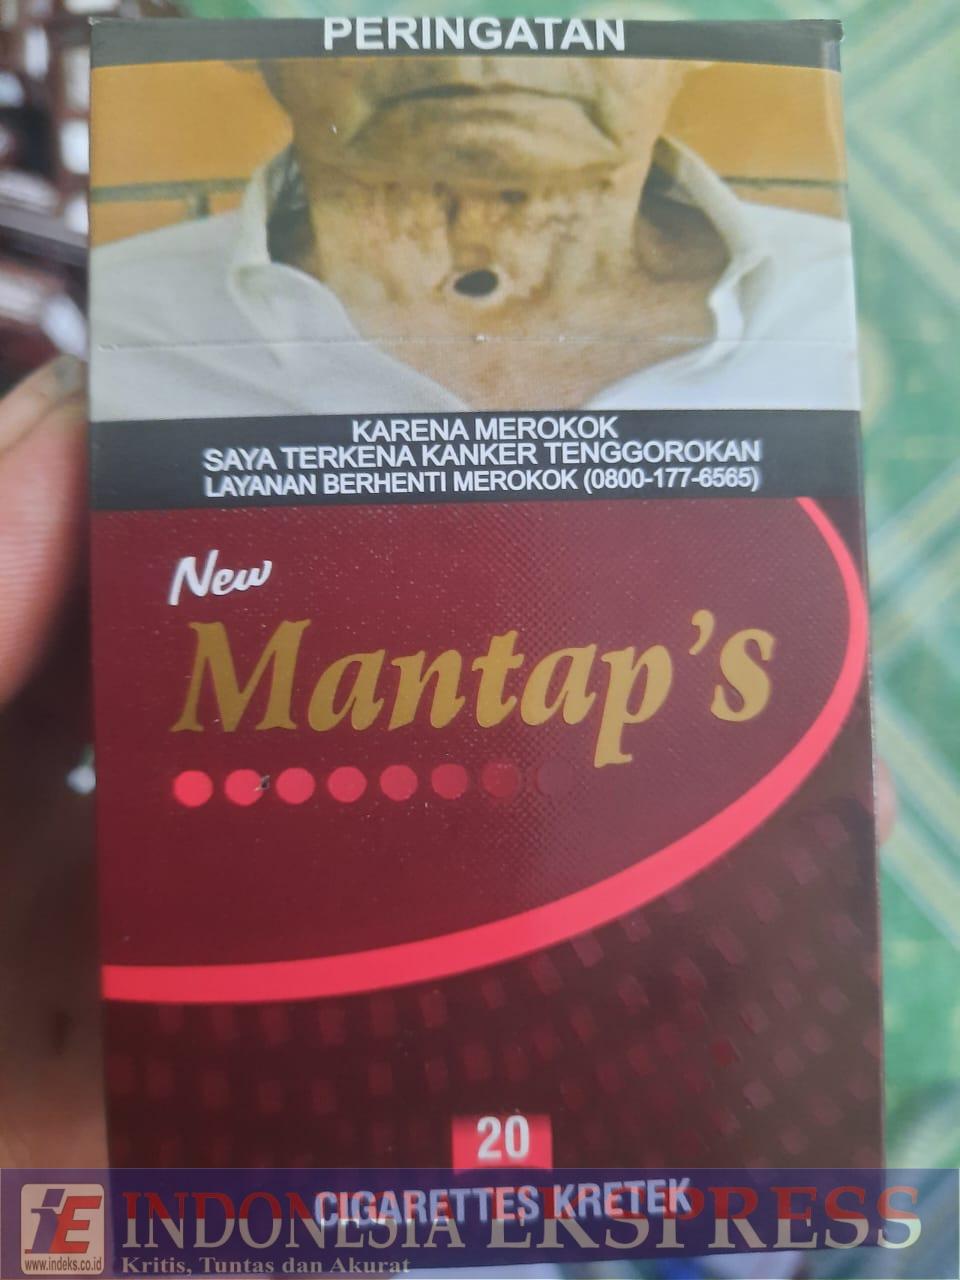 PERINGATAN
KARENA MEROKOK
SAYA TERKENA KANKER TENGGOROKAN
LAYANAN BERHENTI MEROKOK (0800-177-6565)
New
Mantap's
20
CIGARETTES KRETEK
iE INDONESIA EKSPRESS
www.indeks.co.id
Kritis, Tuntas dan Akurat